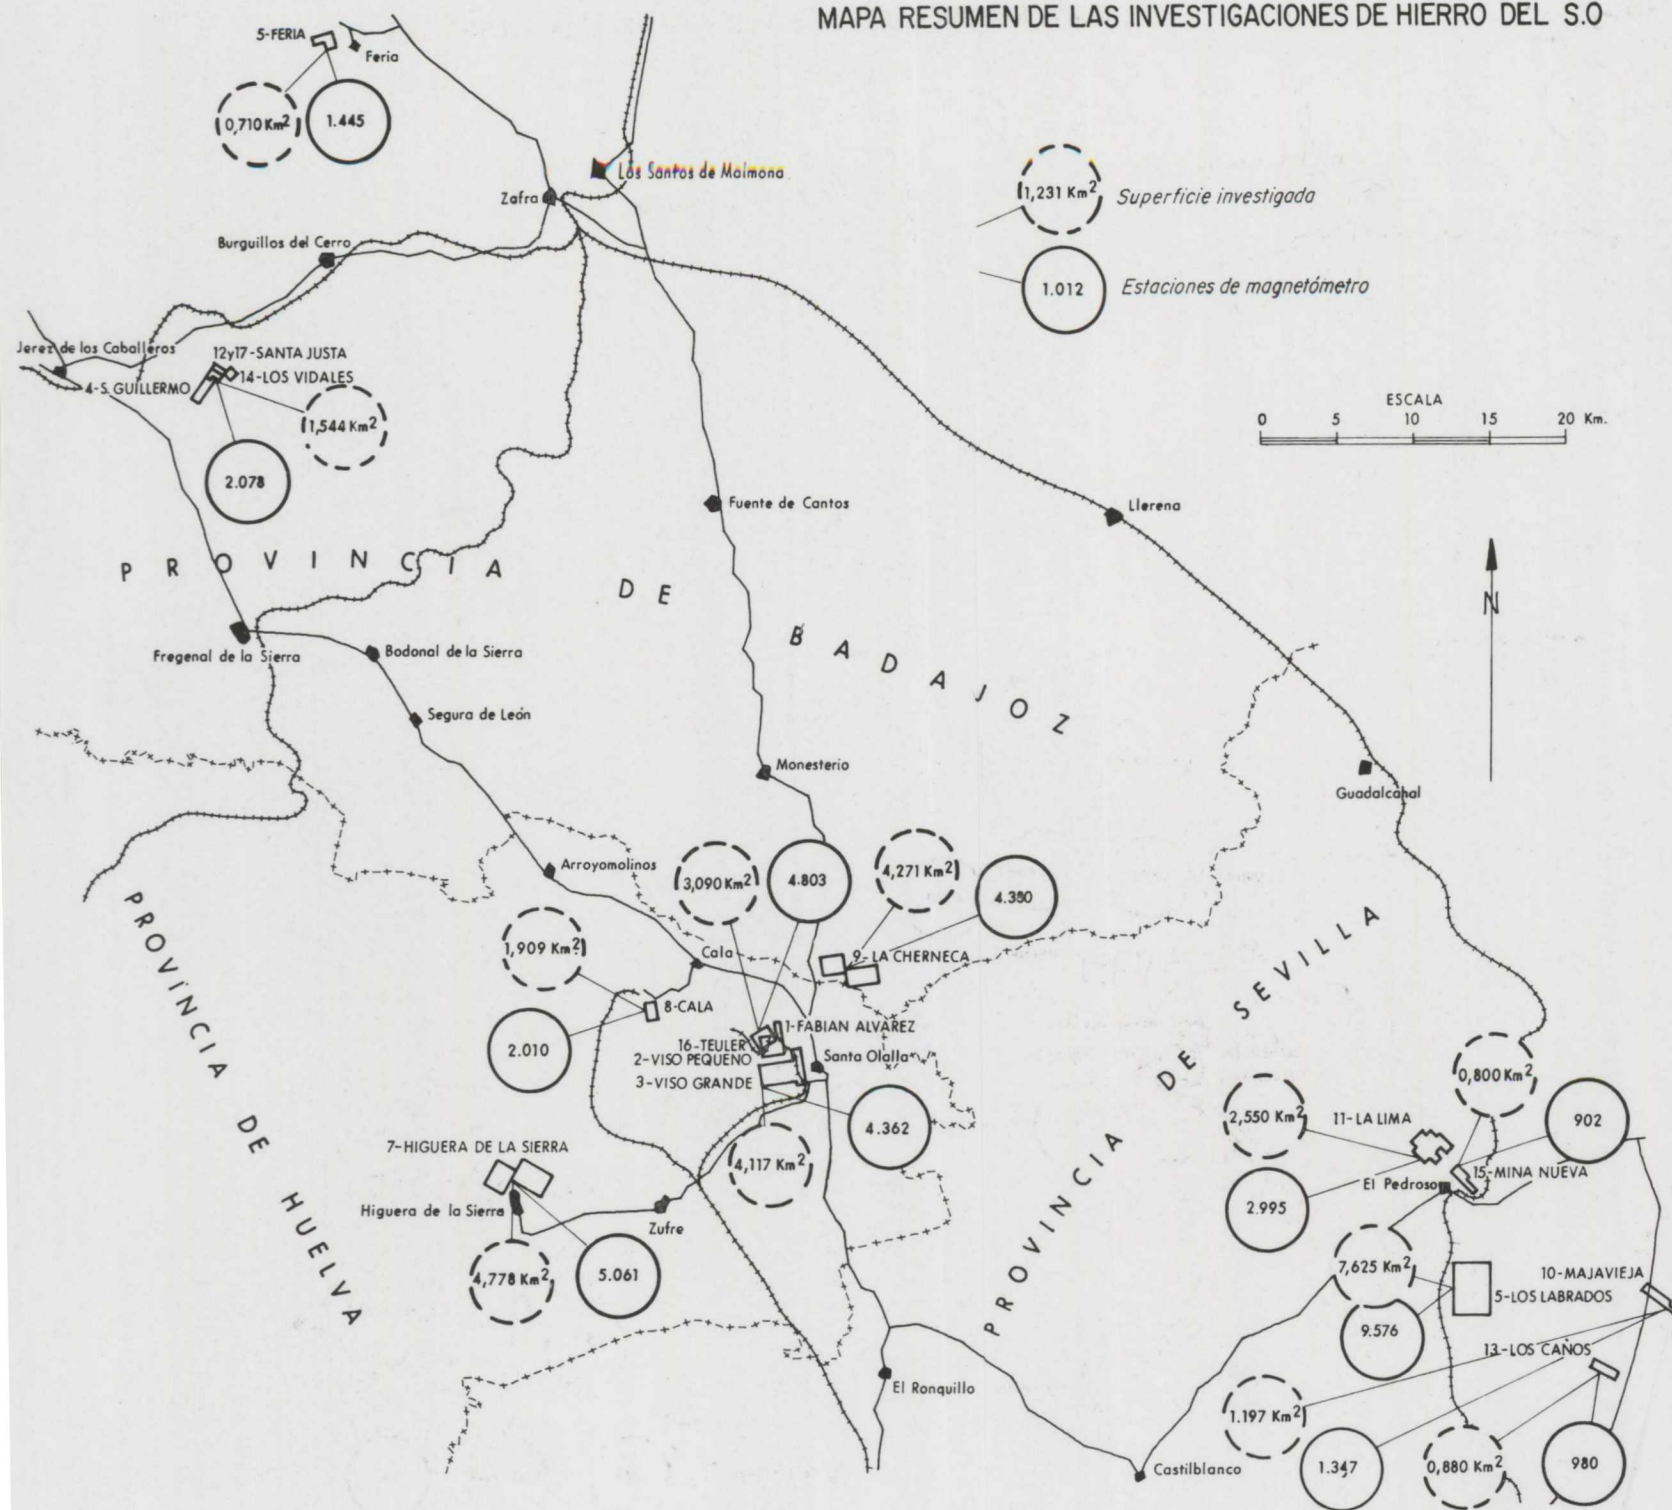 MAPA RESUMEN DE LAS INVESTIGACIONES DE HIERRO DEL S.O
5-FERIA
Feria
0,710 Km²
1.445
Los Santos de Maimona
Zafra
1,231 Km²
Superficie investigada
Burguillos del Cerro
1.012
Estaciones de magnetómetro
Jerez de los Caballeros
12y17-SANTA JUSTA
14-LOS VIDALES
4-S. GUILLERMO
1,544 Km²
2.078
ESCALA
0 5 10 15 20 Km.
Fuente de Cantos
Llerena
PROVINCIA DE BADAJOZ
N
Fregenal de la Sierra
Bodonal de la Sierra
Segura de León
Monesterio
Guadalcanal
Arroyomolinos
3,090 Km²
4.803
4,271 Km²
4.380
PROVINCIA DE HUELVA
1,909 Km²
Cala
9-LA CHERNECA
PROVINCIA DE SEVILLA
8-CALA
2.010
1-FABIAN ALVAREZ
16-TEULER
2-VISO PEQUEÑO
Santa Olalla
3-VISO GRANDE
4.362
4,117 Km²
0,800 Km²
2,550 Km²
11-LA LIMA
902
7-HIGUERA DE LA SIERRA
15-MINA NUEVA
El Pedroso
2.995
Higuera de la Sierra
Zufre
4,778 Km²
5.061
7,625 Km²
10-MAJAVIEJA
5-LOS LABRADOS
9.576
13-LOS CAÑOS
El Ronquillo
1.197 Km²
Castilblanco
1.347
0,880 Km²
980